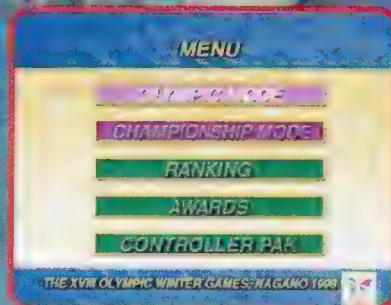 MENU
CHAMPIONSHIP MODE
RANKING
AWARDS
CONTROLLER PAK
THE XVIII OLYMPIC WINTER GAMES, NAGANO 1998